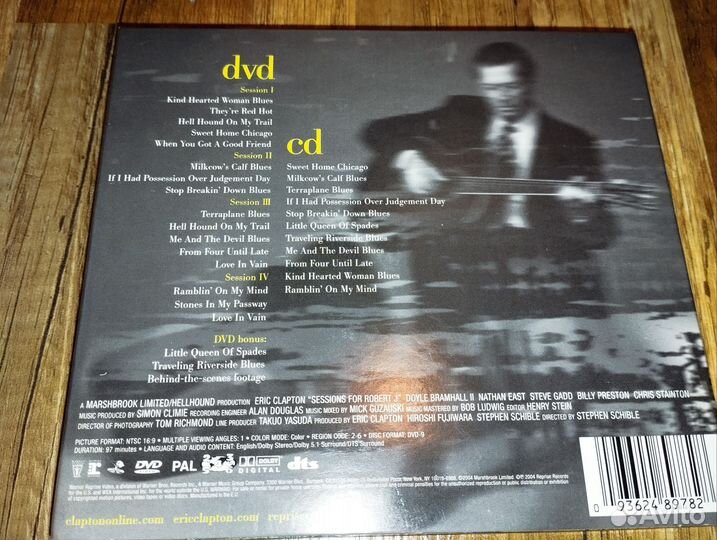 dvd
Session I
Kind Hearted Woman Blues
They're Red Hot
Hell Hound On My Trail
Sweet Home Chicago
When You Got A Good Friend
Session II
Milkcow's Calf Blues
If I Had Possession Over Judgement Day
Stop Breakin' Down Blues
Session III
Terraplane Blues
Hell Hound On My Trail
Me And The Devil Blues
From Four Until Late
Love In Vain
Session IV
Ramblin' On My Mind
Stones In My Passway
Love In Vain
DVD bonus:
Little Queen Of Spades
Traveling Riverside Blues
Behind-the-scenes footage
cd
Sweet Home Chicago
Milkcow's Calf Blues
Terraplane Blues
If I Had Possession Over Judgement Day
Stop Breakin' Down Blues
Little Queen Of Spades
Traveling Riverside Blues
Me And The Devil Blues
From Four Until Late
Kind Hearted Woman Blues
Ramblin' On My Mind
A MARSHBROOK LIMITED/HELLHOUND PRODUCTION ERIC CLAPTON "SESSIONS FOR ROBERT J." DOYLE BRAMHALL II NATHAN EAST STEVE GADD BILLY PRESTON CHRIS STAINTON
MUSIC PRODUCED BY SIMON CLIMIE RECORDING ENGINEER ALAN DOUGLAS MUSIC MIXED BY MICK GUZAUSKI MUSIC MASTERED BY BOB LUDWIG EDITOR HENRY STEIN
DIRECTOR OF PHOTOGRAPHY TOM RICHMOND LINE PRODUCER TAKUO YASUDA PRODUCED BY ERIC CLAPTON HIROSHI FUJIWARA STEPHEN SCHIBLE DIRECTED BY STEPHEN SCHIBLE
PICTURE FORMAT: NTSC 16:9 • MULTIPLE VIEWING ANGLES: 1 • COLOR MODE: Color • REGION CODE: 2-6 • DISC FORMAT: DVD-9
DURATION: 97 minutes • LANGUAGE AND AUDIO CONTENT: English/Dolby Stereo/Dolby 5.1 Surround/DTS Surround
DVD PAL DOLBY DIGITAL dts
claptononline.com ericclapton.com
0 93624 89782
Avito